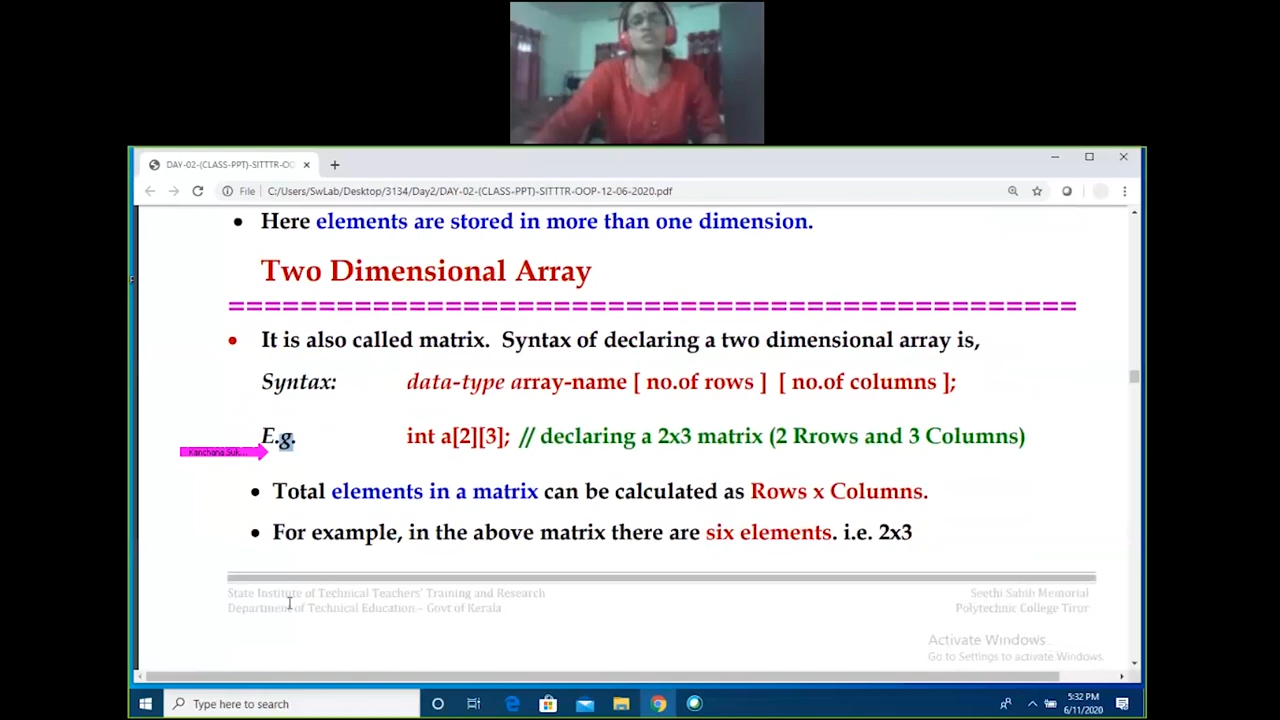 DAY-02-(CLASS-PPT)-SITTTR-OO
File C:/Users/SwLab/Desktop/3134/Day2/DAY-02-(CLASS-PPT)-SITTTR-OOP-12-06-2020.pdf
• Here elements are stored in more than one dimension.
Two Dimensional Array
=================================================
• It is also called matrix. Syntax of declaring a two dimensional array is,
Syntax: data-type array-name [ no.of rows ] [ no.of columns ];
E.g. int a[2][3]; // declaring a 2x3 matrix (2 Rrows and 3 Columns)
Kanchana Suk...
• Total elements in a matrix can be calculated as Rows x Columns.
• For example, in the above matrix there are six elements. i.e. 2x3
State Institute of Technical Teachers' Training and Research Seethi Sahib Memorial
Department of Technical Education – Govt of Kerala Polytechnic College Tirur
Activate Windows
Go to Settings to activate Windows.
Type here to search
5:32 PM
6/11/2020